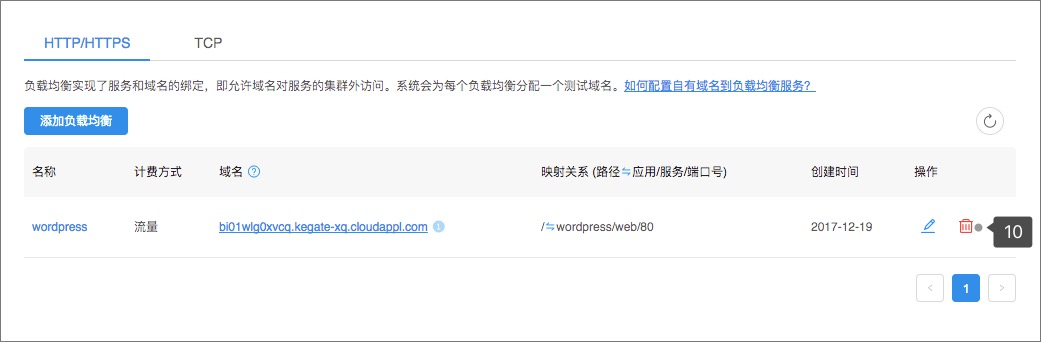 HTTP/HTTPS TCP
负载均衡实现了服务和域名的绑定，即允许域名对服务的集群外访问。系统会为每个负载均衡分配一个测试域名。如何配置自有域名到负载均衡服务？
添加负载均衡
名称 计费方式 域名 ? 映射关系 (路径⇋应用/服务/端口号) 创建时间 操作
wordpress 流量 bi01wlg0xvcq.kegate-xq.cloudappl.com /⇋wordpress/web/80 2017-12-19 10
< 1 >